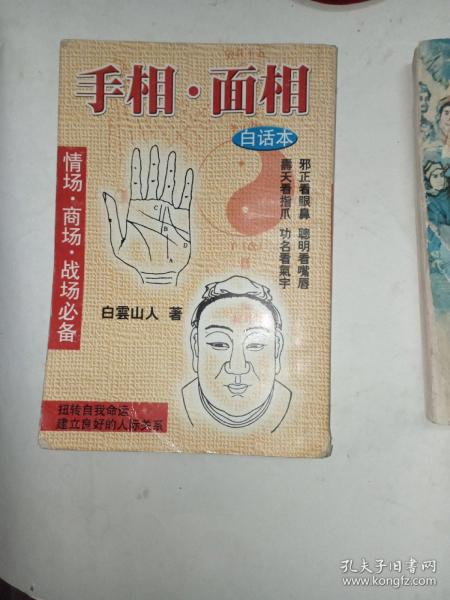 手相·面相
白话本
邪正看眼鼻 聰明看嘴唇
壽夭看指爪 功名看氣宇
情场·商场·战场必备
C
B
D
A
白雲山人 著
扭转自我命运
建立良好的人际关系
孔夫子旧书网
www.kongfz.com